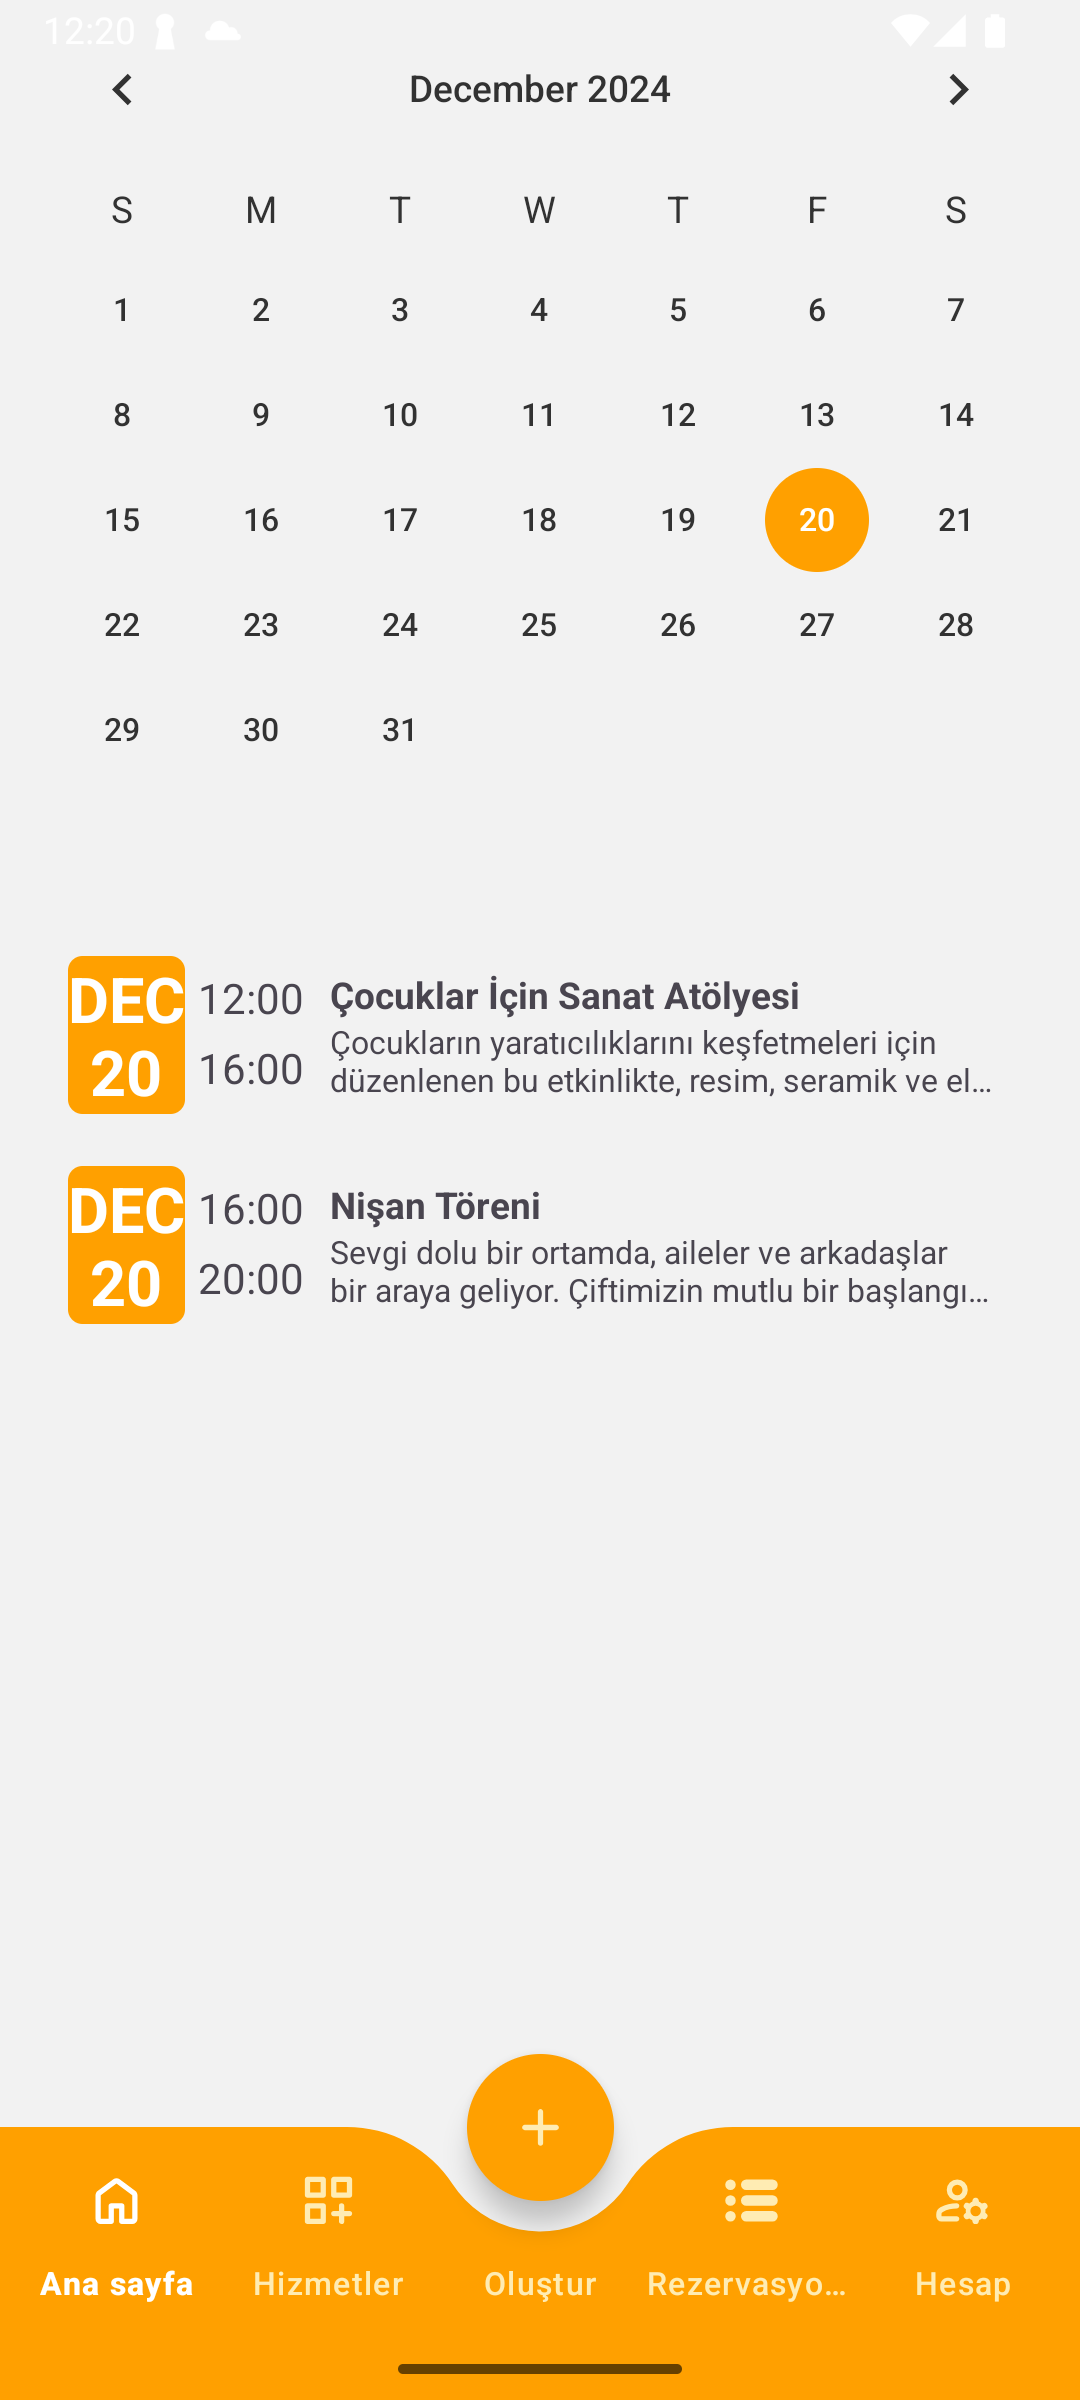 12:20
December 2024
S M T W T F S
1 2 3 4 5 6 7
8 9 10 11 12 13 14
15 16 17 18 19 20 21
22 23 24 25 26 27 28
29 30 31
DEC
20
12:00
16:00
Çocuklar İçin Sanat Atölyesi
Çocukların yaratıcılıklarını keşfetmeleri için
düzenlenen bu etkinlikte, resim, seramik ve el...
DEC
20
16:00
20:00
Nişan Töreni
Sevgi dolu bir ortamda, aileler ve arkadaşlar
bir araya geliyor. Çiftimizin mutlu bir başlangı...
Ana sayfa
Hizmetler
Oluştur
Rezervasyo...
Hesap